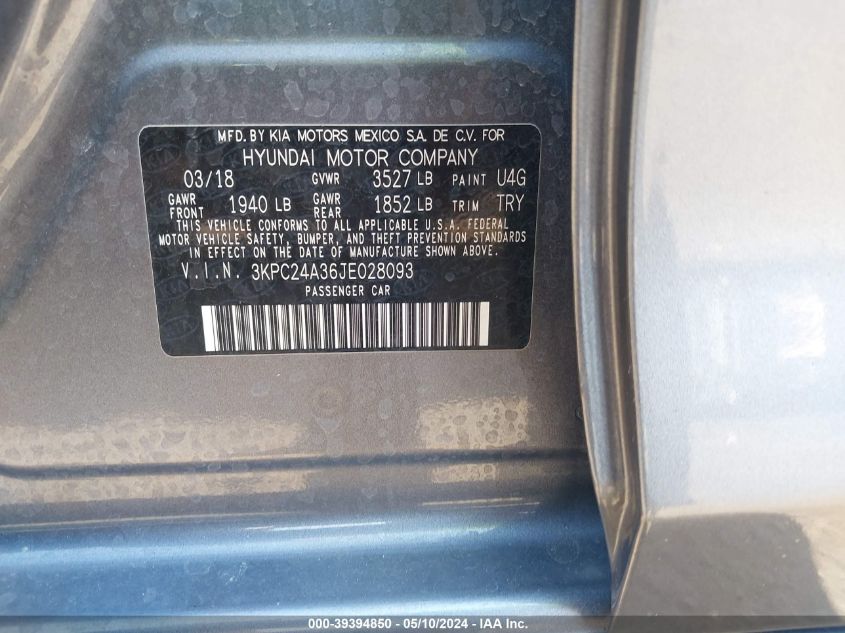 MFD. BY KIA MOTORS MEXICO S.A. DE C.V. FOR
HYUNDAI MOTOR COMPANY
03/18 GVWR 3527 LB PAINT U4G
GAWR FRONT 1940 LB GAWR REAR 1852 LB TRIM TRY
THIS VEHICLE CONFORMS TO ALL APPLICABLE U.S.A. FEDERAL
MOTOR VEHICLE SAFETY, BUMPER, AND THEFT PREVENTION STANDARDS
IN EFFECT ON THE DATE OF MANUFACTURE SHOWN ABOVE.
V.I.N. 3KPC24A36JE028093
PASSENGER CAR
000-39394850 — 05/10/2024 — IAA Inc.